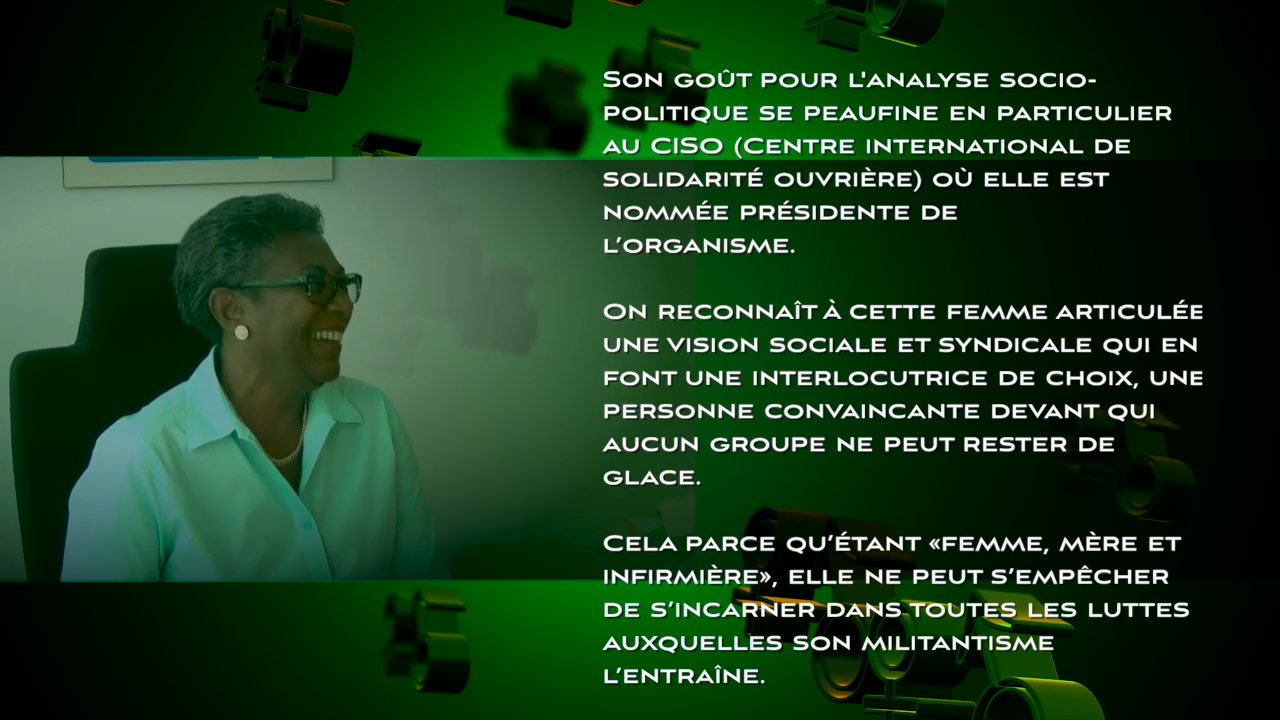 Son goût pour l'analyse socio-
politique se peaufine en particulier
au CISO (Centre international de
solidarité ouvrière) où elle est
nommée présidente de
l’organisme.
On reconnaît à cette femme articulée
une vision sociale et syndicale qui en
font une interlocutrice de choix, une
personne convaincante devant qui
aucun groupe ne peut rester de
glace.
Cela parce qu’étant «femme, mère et
infirmière», elle ne peut s’empêcher
de s’incarner dans toutes les luttes
auxquelles son militantisme
l’entraîne.